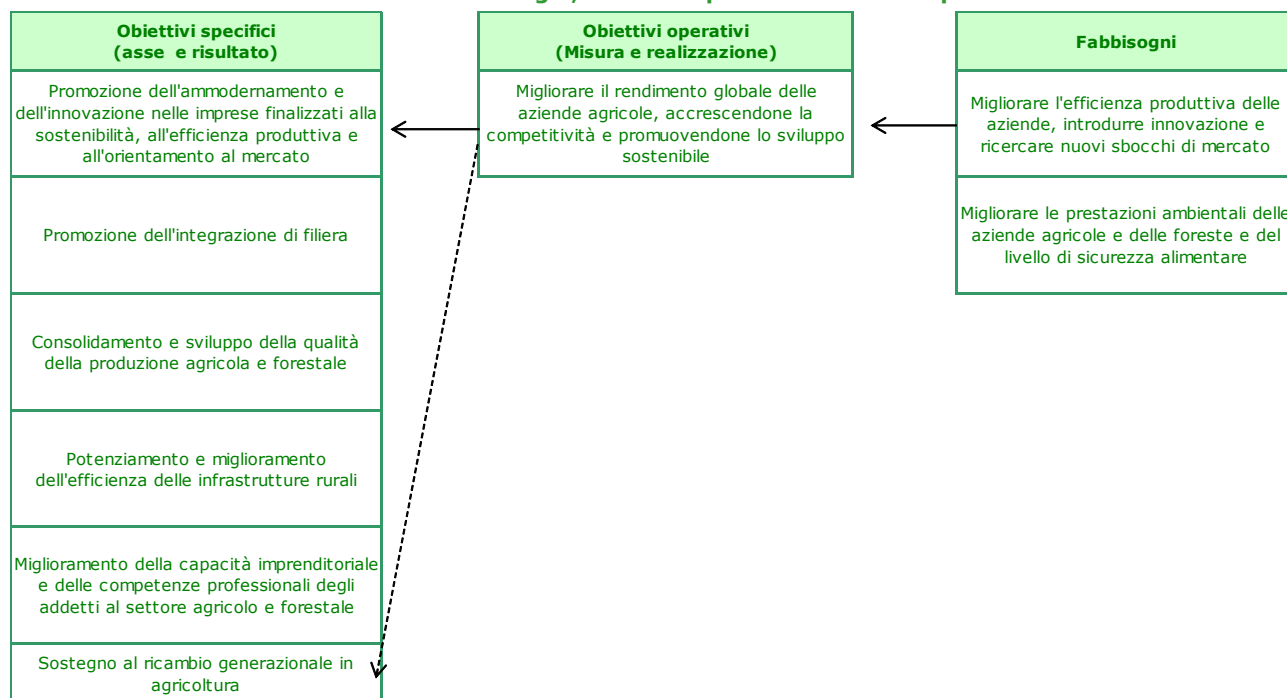 Obiettivi specifici
(asse e risultato)
Promozione dell'ammodernamento e
dell'innovazione nelle imprese finalizzati alla
sostenibilità, all'efficienza produttiva e
all'orientamento al mercato
Promozione dell'integrazione di filiera
Consolidamento e sviluppo della qualità
della produzione agricola e forestale
Potenziamento e miglioramento
dell'efficienza delle infrastrutture rurali
Miglioramento della capacità imprenditoriale
e delle competenze professionali degli
addetti al settore agricolo e forestale
Sostegno al ricambio generazionale in
agricoltura
Obiettivi operativi
(Misura e realizzazione)
Migliorare il rendimento globale delle
aziende agricole, accrescendone la
competitività e promuovendone lo sviluppo
sostenibile
Fabbisogni
Migliorare l'efficienza produttiva delle
aziende, introdurre innovazione e
ricercare nuovi sbocchi di mercato
Migliorare le prestazioni ambientali delle
aziende agricole e delle foreste e del
livello di sicurezza alimentare